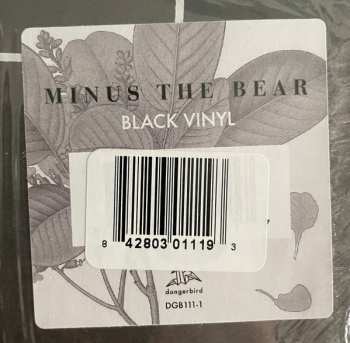 MINUS THE BEAR
BLACK VINYL
8 42803 01119 3
dangerbird
DGB111-1